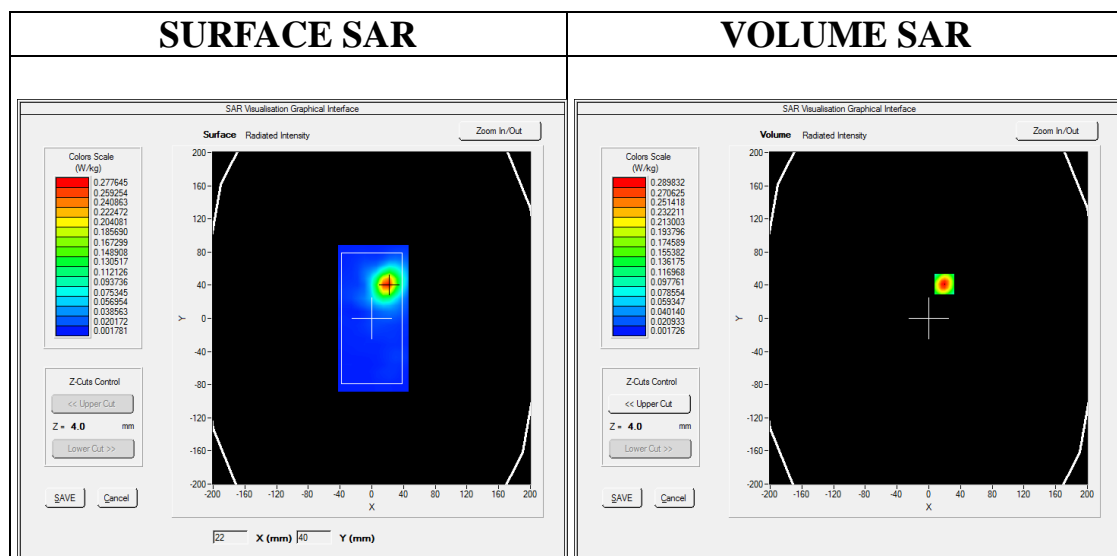 SURFACE SAR
VOLUME SAR
SAR Visualisation Graphical Interface
Surface Radiated Intensity
Zoom In/Out
Colors Scale
(W/kg)
0.277645
0.259254
0.240863
0.222472
0.204081
0.185690
0.167299
0.148908
0.130517
0.112126
0.093736
0.075345
0.056954
0.038563
0.020172
0.001781
Z-Cuts Control
<< Upper Cut
Z = 4.0 mm
Lower Cut >>
SAVE Cancel
200
160
120
80
40
0
-40
-80
-120
-160
-200
Y
-200 -160 -120 -80 -40 0 40 80 120 160 200
X
22 X (mm) 40 Y (mm)
SAR Visualisation Graphical Interface
Volume Radiated Intensity
Zoom In/Out
Colors Scale
(W/kg)
0.289832
0.270625
0.251418
0.232211
0.213003
0.193796
0.174589
0.155382
0.136175
0.116968
0.097761
0.078554
0.059347
0.040140
0.020933
0.001726
Z-Cuts Control
<< Upper Cut
Z = 4.0 mm
Lower Cut >>
SAVE Cancel
200
160
120
80
40
0
-40
-80
-120
-160
-200
Y
-200 -160 -120 -80 -40 0 40 80 120 160 200
X